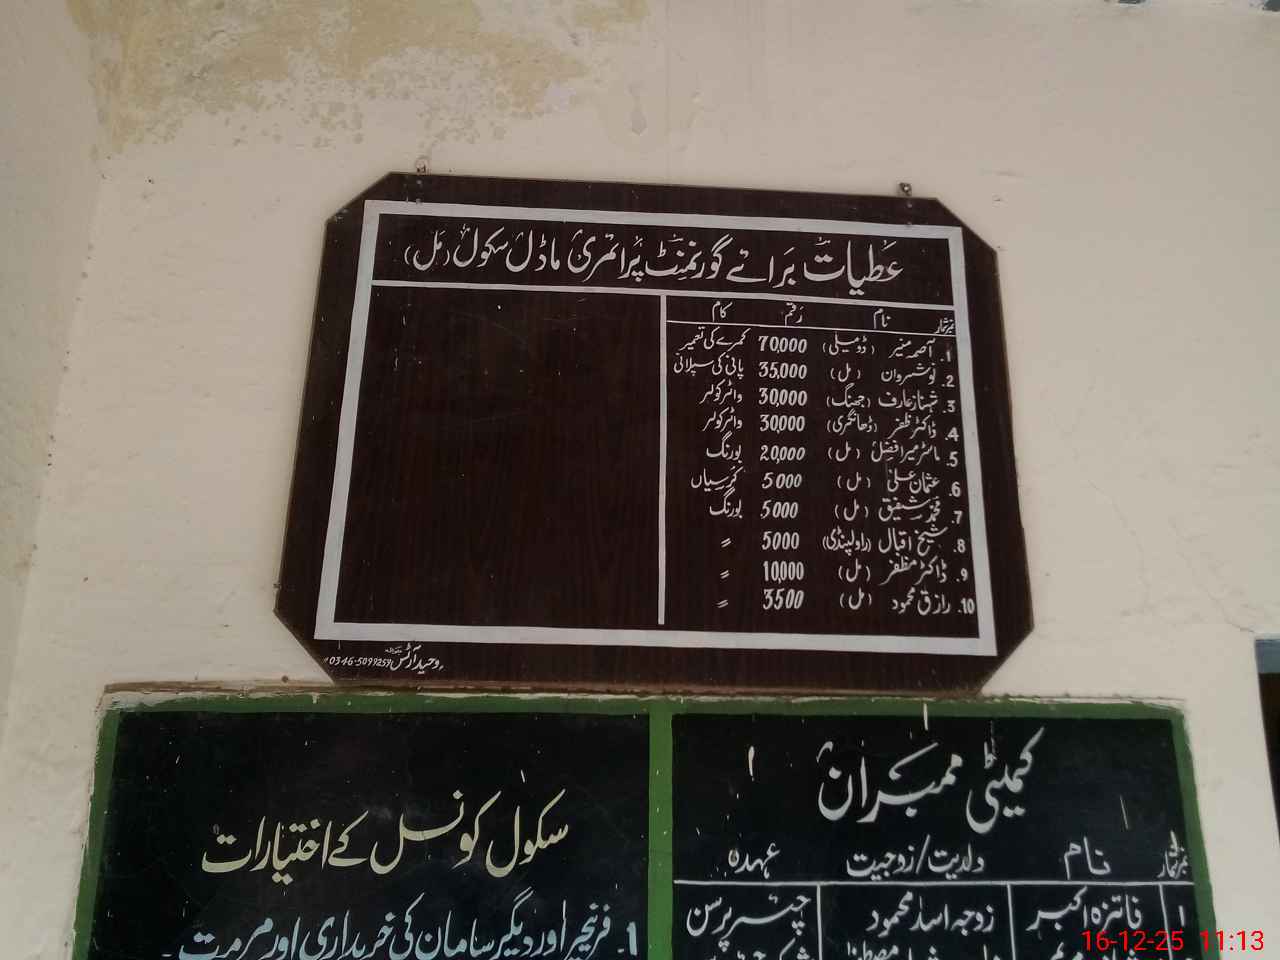 عطیات برائے گورنمنٹ پرائمری ماڈل سکول (مل)
نمبر شمار نام رقم کام
1. آصمہ منیر (ڈومیلی) 70,000 کمرے کی تعمیر
2. نوشیروان (مل) 35,000 پانی کی سپلائی
3. شہناز عارف (جھنگ) 30,000 واٹر کولر
4. ڈاکٹر ظفر (ڈھانگری) 30,000 واٹر کولر
5. ماسٹر میر افضل (مل) 20,000 بورنگ
6. عثمان علی (مل) 5000 کرسیاں
7. محمد شفیق (مل) 5000 بورنگ
8. شیخ اقبال (راولپنڈی) 5000 〃
9. ڈاکٹر مظفر (مل) 10,000 〃
10. رازق محمود (مل) 3500 〃
وحید آرٹس 0346-5099259
کمیٹی ممبران
نمبر شمار نام ولدیت/زوجیت عہدہ
1 فائزہ اکبر زوجہ اسد محمود چیئر پرسن
سکول کونسل کے اختیارات
1. فرنیچر اور دیگر سامان کی خریداری اور مرمت۔
16-12-25 11:13